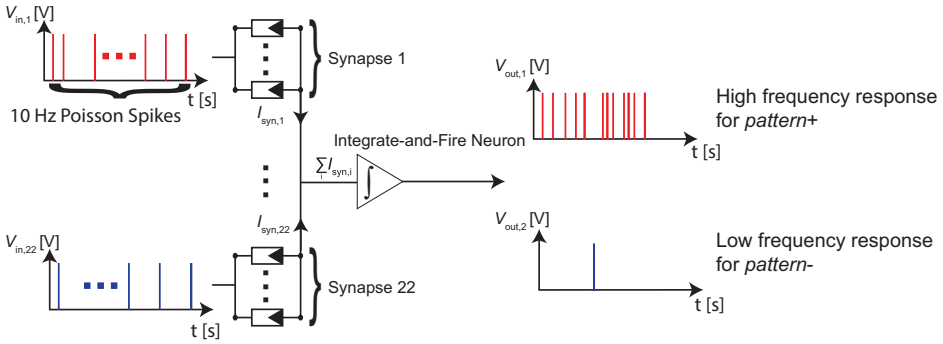 V_in,1 [V]
t [s]
10 Hz Poisson Spikes
Synapse 1
I_syn,1
Integrate-and-Fire Neuron
∑_i I_syn,i
∫
V_out,1 [V]
t [s]
High frequency response
for pattern+
I_syn,22
V_in,22 [V]
t [s]
Synapse 22
V_out,2 [V]
t [s]
Low frequency response
for pattern-